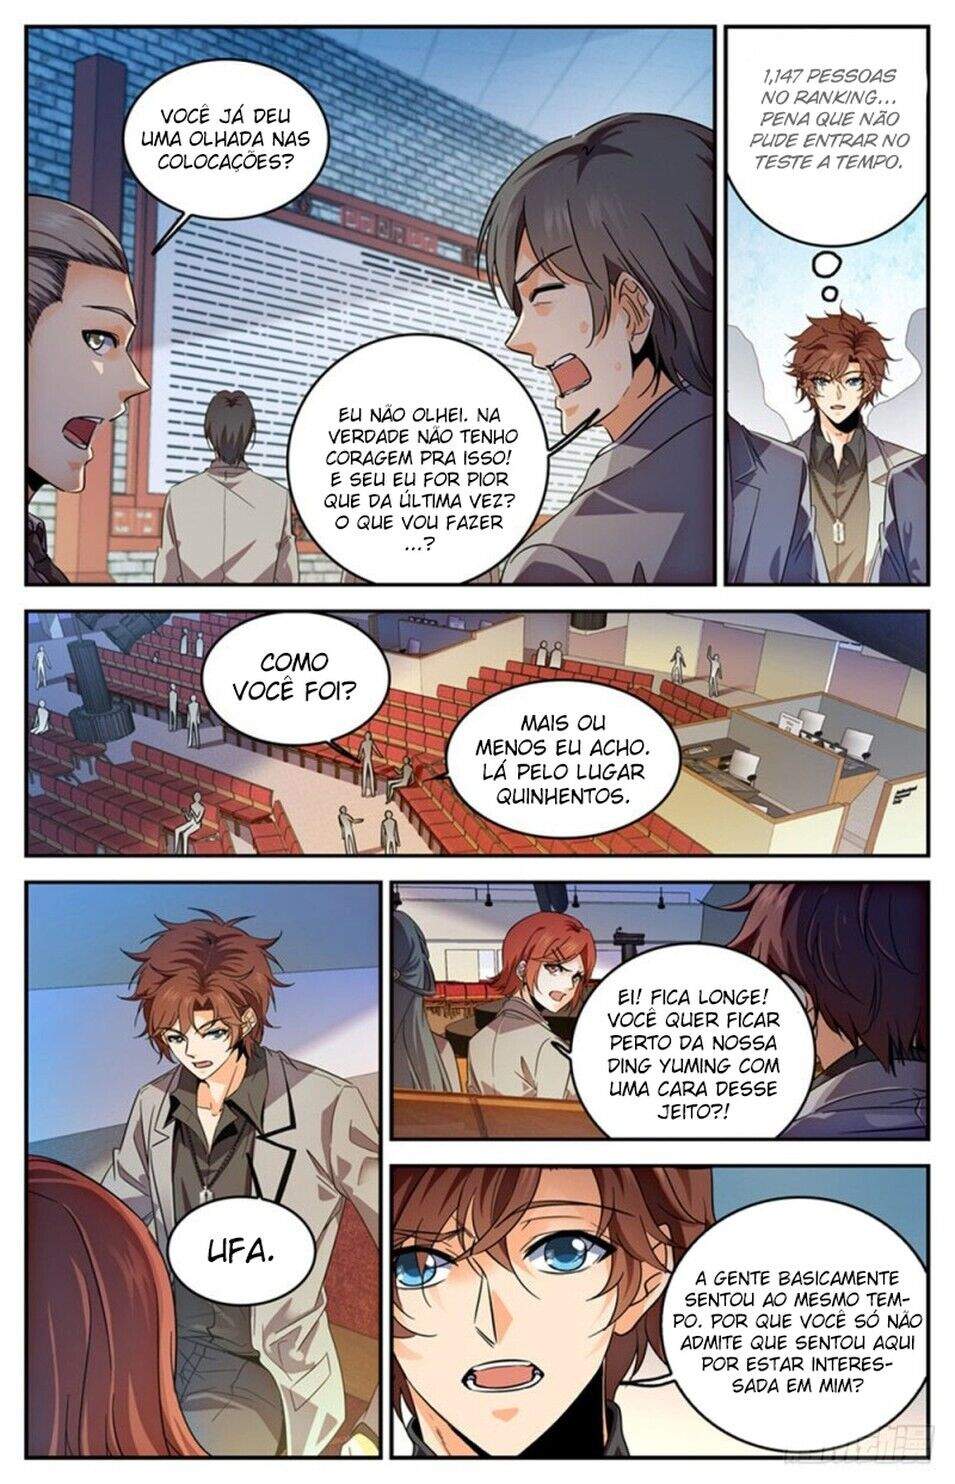 VOCÊ JÁ DEU
UMA OLHADA NAS
COLOCAÇÕES?
1,147 PESSOAS
NO RANKING...
PENA QUE NÃO
PUDE ENTRAR NO
TESTE A TEMPO.
EU NÃO OLHEI. NA
VERDADE NÃO TENHO
CORAGEM PRA ISSO!
E SEU EU FOR PIOR
QUE DA ÚLTIMA VEZ?
O QUE VOU FAZER
...?
COMO
VOCÊ FOI?
MAIS OU
MENOS EU ACHO.
LÁ PELO LUGAR
QUINHENTOS.
EI! FICA LONGE!
VOCÊ QUER FICAR
PERTO DA NOSSA
DING YUMING COM
UMA CARA DESSE
JEITO?!
UFA.
A GENTE BASICAMENTE
SENTOU AO MESMO TEM-
PO. POR QUE VOCÊ SÓ NÃO
ADMITE QUE SENTOU AQUI
POR ESTAR INTERES-
SADA EM MIM?